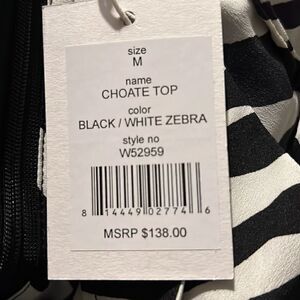 size
M
name
CHOATE TOP
color
BLACK / WHITE ZEBRA
style no
W52959
8 14449 02774 6
MSRP $138.00